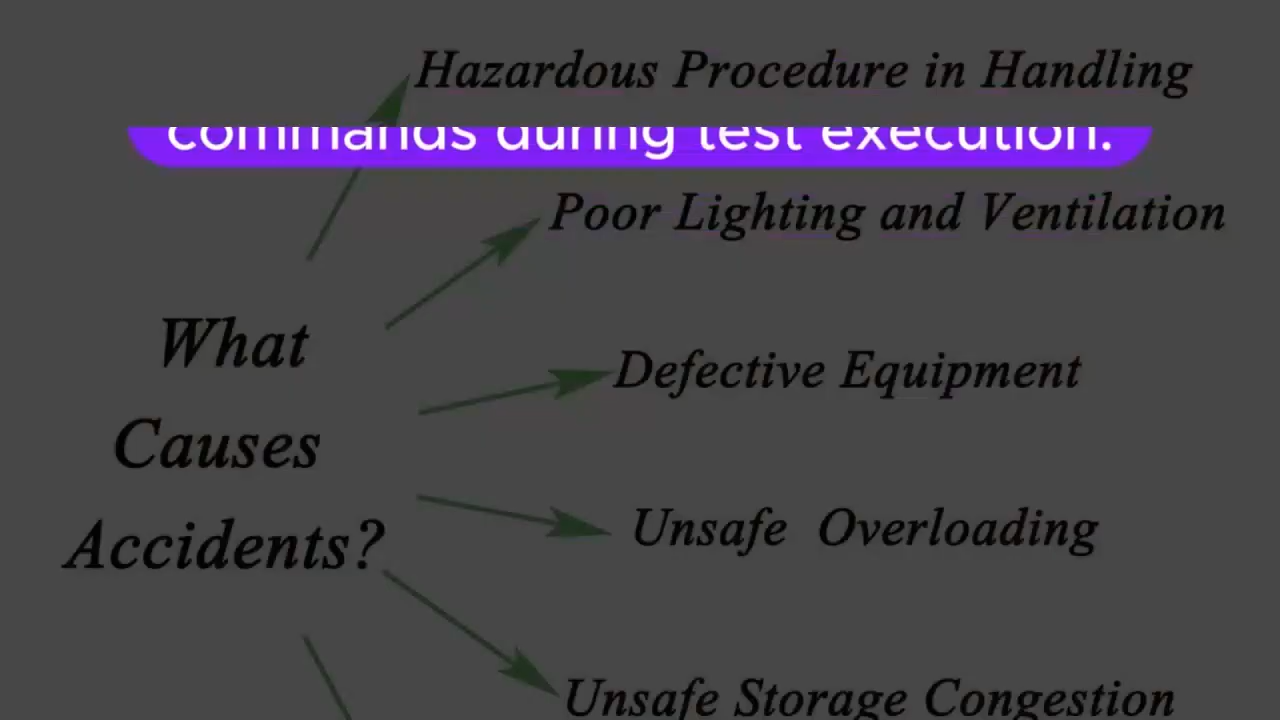 Hazardous Procedure in Handling
commands during test execution.
Poor Lighting and Ventilation
What
Causes
Accidents?
Defective Equipment
Unsafe Overloading
Unsafe Storage Congestion